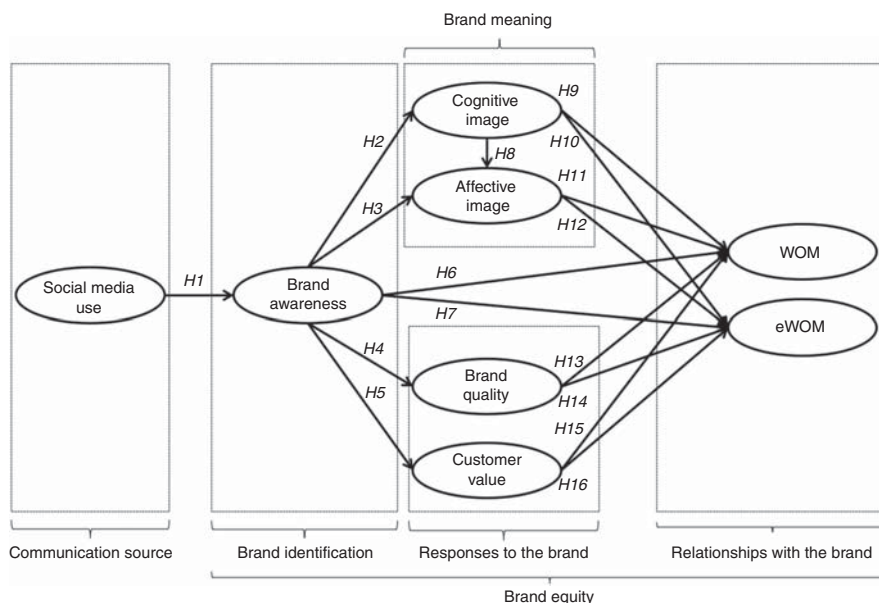 Brand meaning
Cognitive
image
H9
H10
H2
H8
H3
Affective
image
H11
H12
Social media
use
H1
Brand
awareness
H6
H7
WOM
eWOM
H4
H5
Brand
quality
H13
H14
H15
Customer
value
H16
Communication source
Brand identification
Responses to the brand
Relationships with the brand
Brand equity